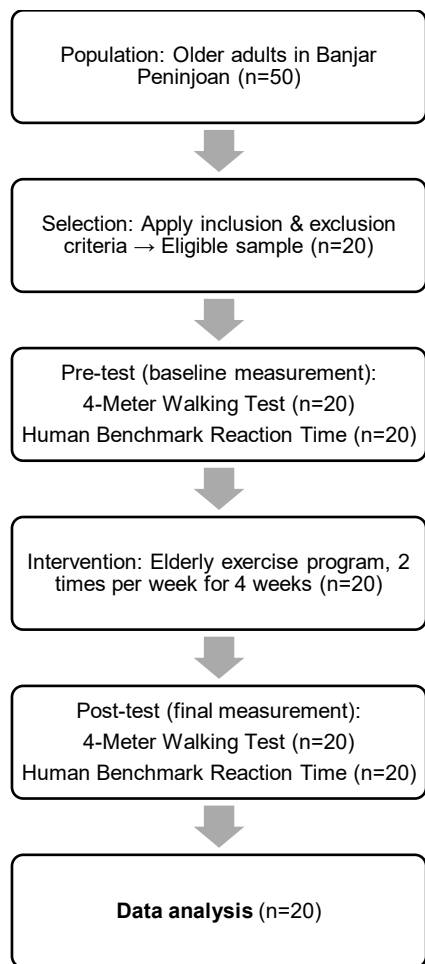 Population: Older adults in Banjar
Peninjoan (n=50)
Selection: Apply inclusion & exclusion
criteria → Eligible sample (n=20)
Pre-test (baseline measurement):
4-Meter Walking Test (n=20)
Human Benchmark Reaction Time (n=20)
Intervention: Elderly exercise program, 2
times per week for 4 weeks (n=20)
Post-test (final measurement):
4-Meter Walking Test (n=20)
Human Benchmark Reaction Time (n=20)
Data analysis (n=20)